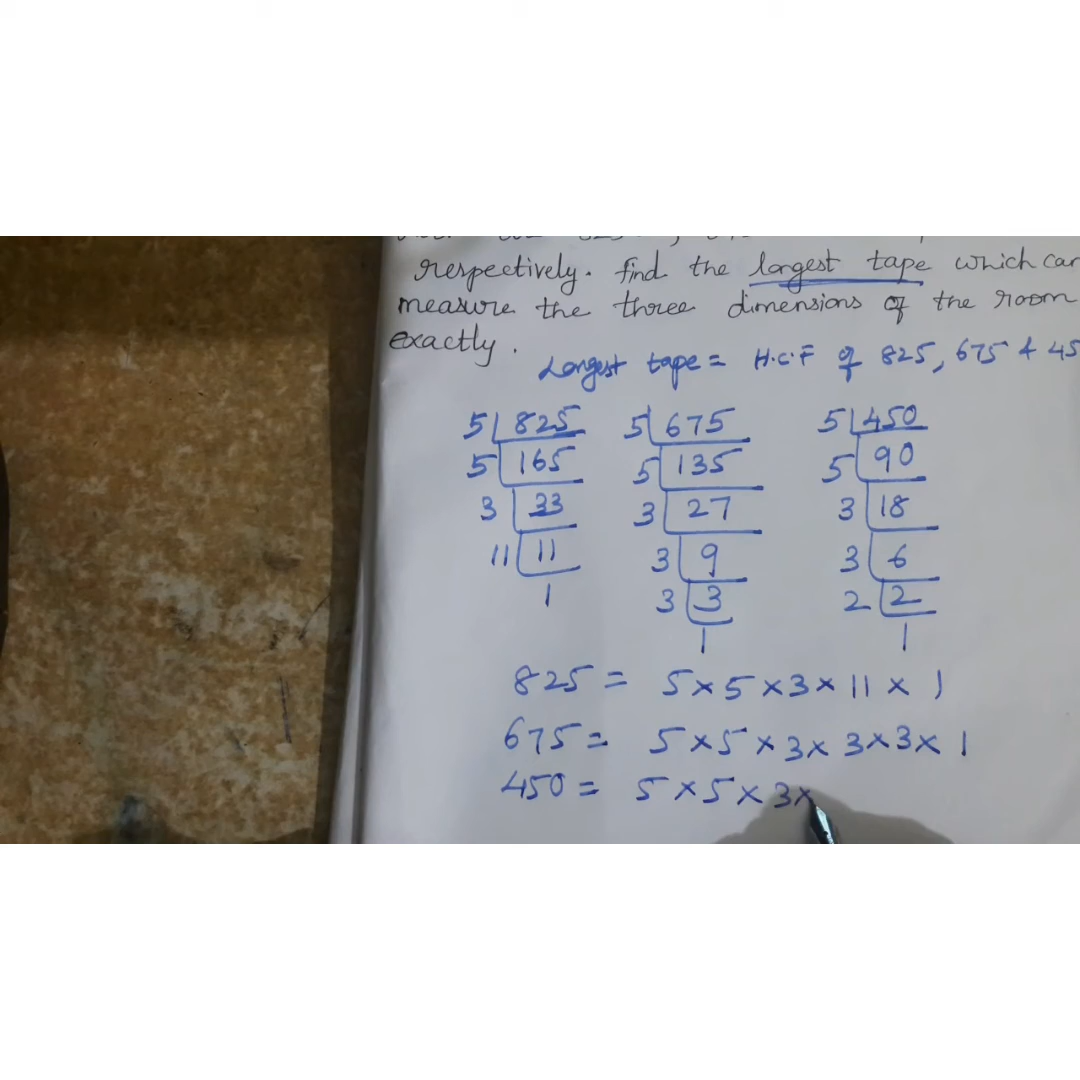 respectively. find the longest tape which can
measure the three dimensions of the room
exactly.
Longest tape = H.C.F of 825, 675 & 45
5 825 5 675 5 450
5 165 5 135 5 90
3 33 3 27 3 18
11 11 3 9 3 6
1 3 3 2 2
1 1
825 = 5 × 5 × 3 × 11 × 1
675 = 5 × 5 × 3 × 3 × 3 × 1
450 = 5 × 5 × 3 ×